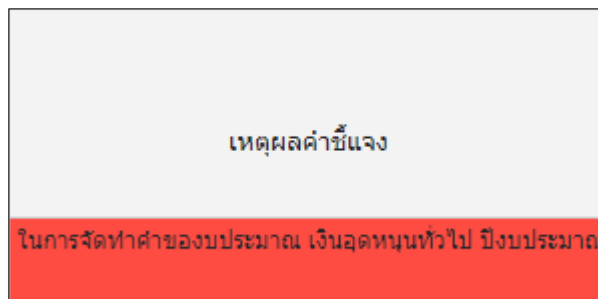 เหตุผลคำชี้แจง
ในการจัดทำคำของบประมาณ เงินอุดหนุนทั่วไป ปีงบประมาณ